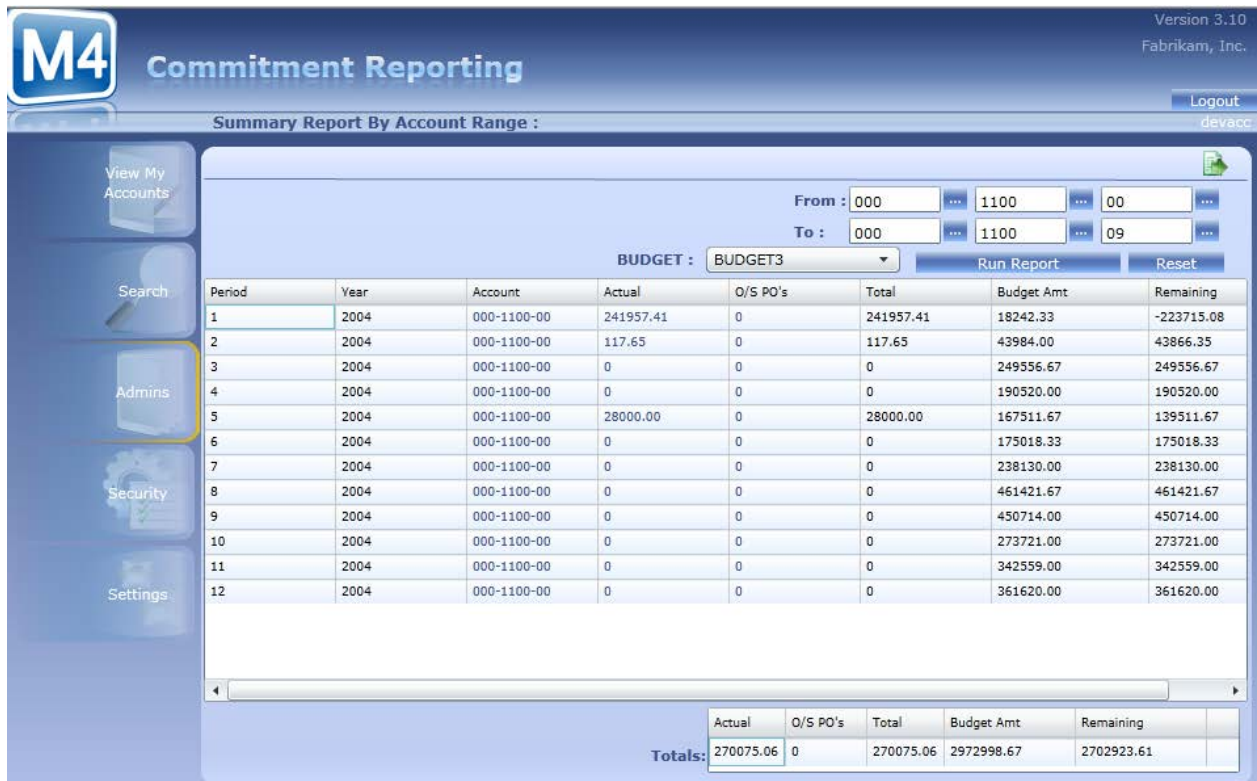 Version 3.10
Fabrikam, Inc.
M4
Commitment Reporting
Logout
Summary Report By Account Range :
devacc
View My
Accounts
Search
Admins
Security
Settings
From : 000 ... 1100 ... 00 ...
To : 000 ... 1100 ... 09 ...
BUDGET : BUDGET3 Run Report Reset
Period Year Account Actual O/S PO's Total Budget Amt Remaining
1 2004 000-1100-00 241957.41 0 241957.41 18242.33 -223715.08
2 2004 000-1100-00 117.65 0 117.65 43984.00 43866.35
3 2004 000-1100-00 0 0 0 249556.67 249556.67
4 2004 000-1100-00 0 0 0 190520.00 190520.00
5 2004 000-1100-00 28000.00 0 28000.00 167511.67 139511.67
6 2004 000-1100-00 0 0 0 175018.33 175018.33
7 2004 000-1100-00 0 0 0 238130.00 238130.00
8 2004 000-1100-00 0 0 0 461421.67 461421.67
9 2004 000-1100-00 0 0 0 450714.00 450714.00
10 2004 000-1100-00 0 0 0 273721.00 273721.00
11 2004 000-1100-00 0 0 0 342559.00 342559.00
12 2004 000-1100-00 0 0 0 361620.00 361620.00
Actual O/S PO's Total Budget Amt Remaining
Totals: 270075.06 0 270075.06 2972998.67 2702923.61